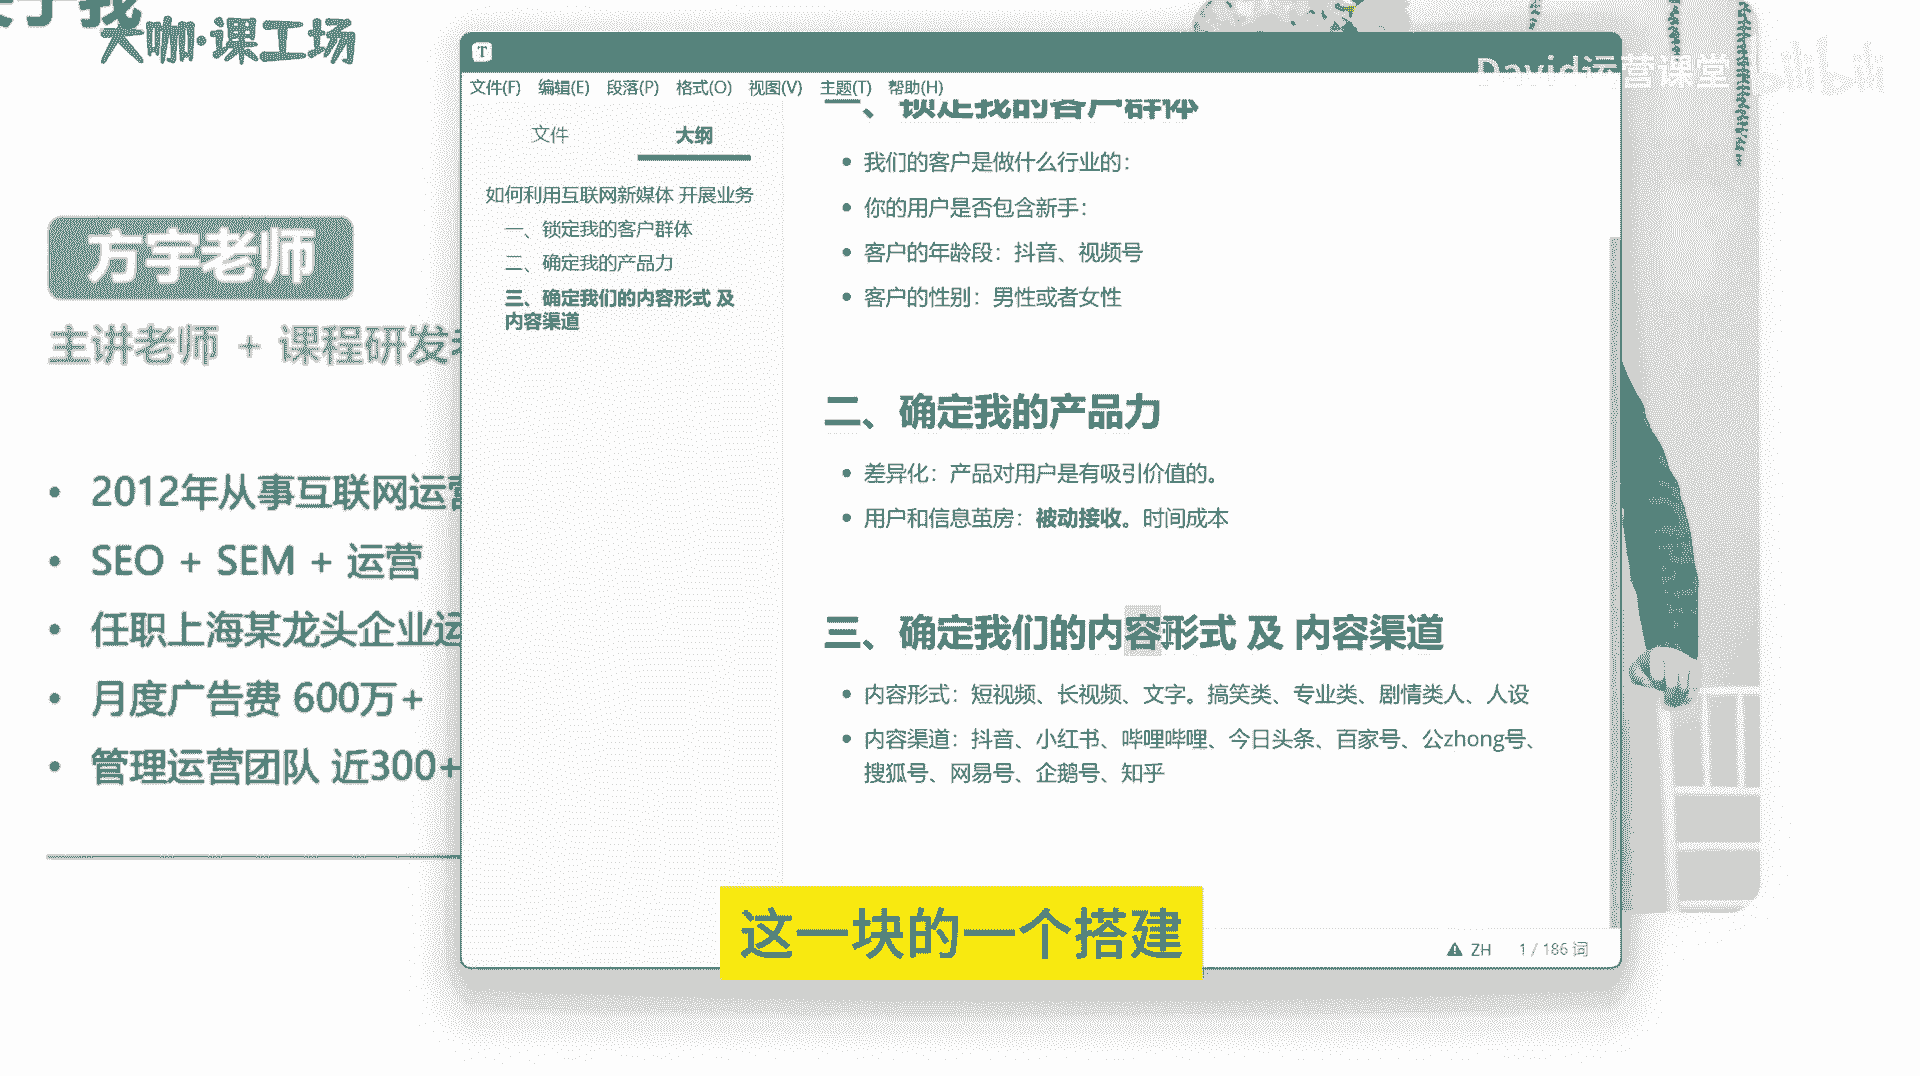 大咖·课工场
David运营课堂
bilibili
方宇老师
主讲老师 + 课程研发
2012年从事互联网运营
SEO + SEM + 运营
任职上海某龙头企业运
月度广告费 600万+
管理运营团队 近300+
文件(F) 编辑(E) 段落(P) 格式(O) 视图(V) 主题(T) 帮助(H)
文件 大纲
如何利用互联网新媒体 开展业务
一、锁定我的客户群体
二、确定我的产品力
三、确定我们的内容形式 及
内容渠道
一、锁定我的客户群体
我们的客户是做什么行业的:
你的用户是否包含新手:
客户的年龄段：抖音、视频号
客户的性别：男性或者女性
二、确定我的产品力
差异化：产品对用户是有吸引价值的。
用户和信息茧房：被动接收。时间成本
三、确定我们的内容形式 及 内容渠道
内容形式：短视频、长视频、文字。搞笑类、专业类、剧情类人、人设
内容渠道：抖音、小红书、哔哩哔哩、今日头条、百家号、公zhong号、
搜狐号、网易号、企鹅号、知乎
ZH 1 / 186 词
这一块的一个搭建